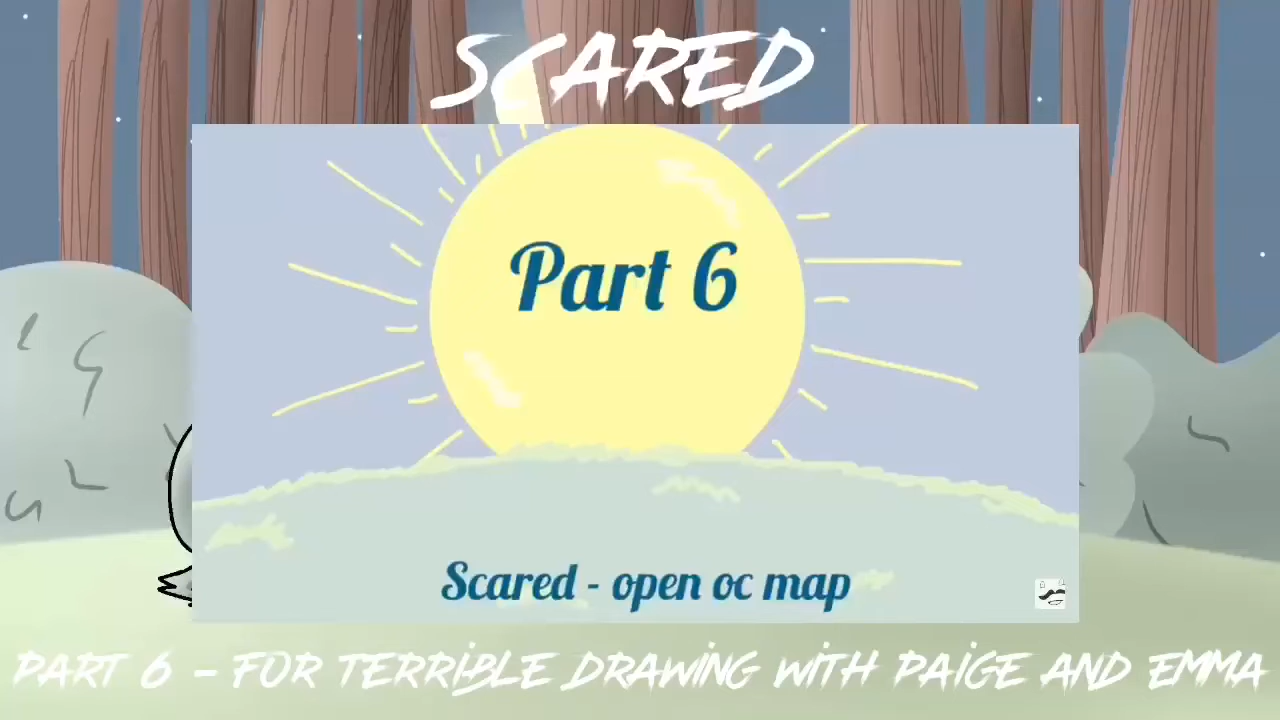 SCARED
Part 6
Scared - open oc map
PART 6 - FOR TERRIBLE DRAWING WITH PAIGE AND EMMA